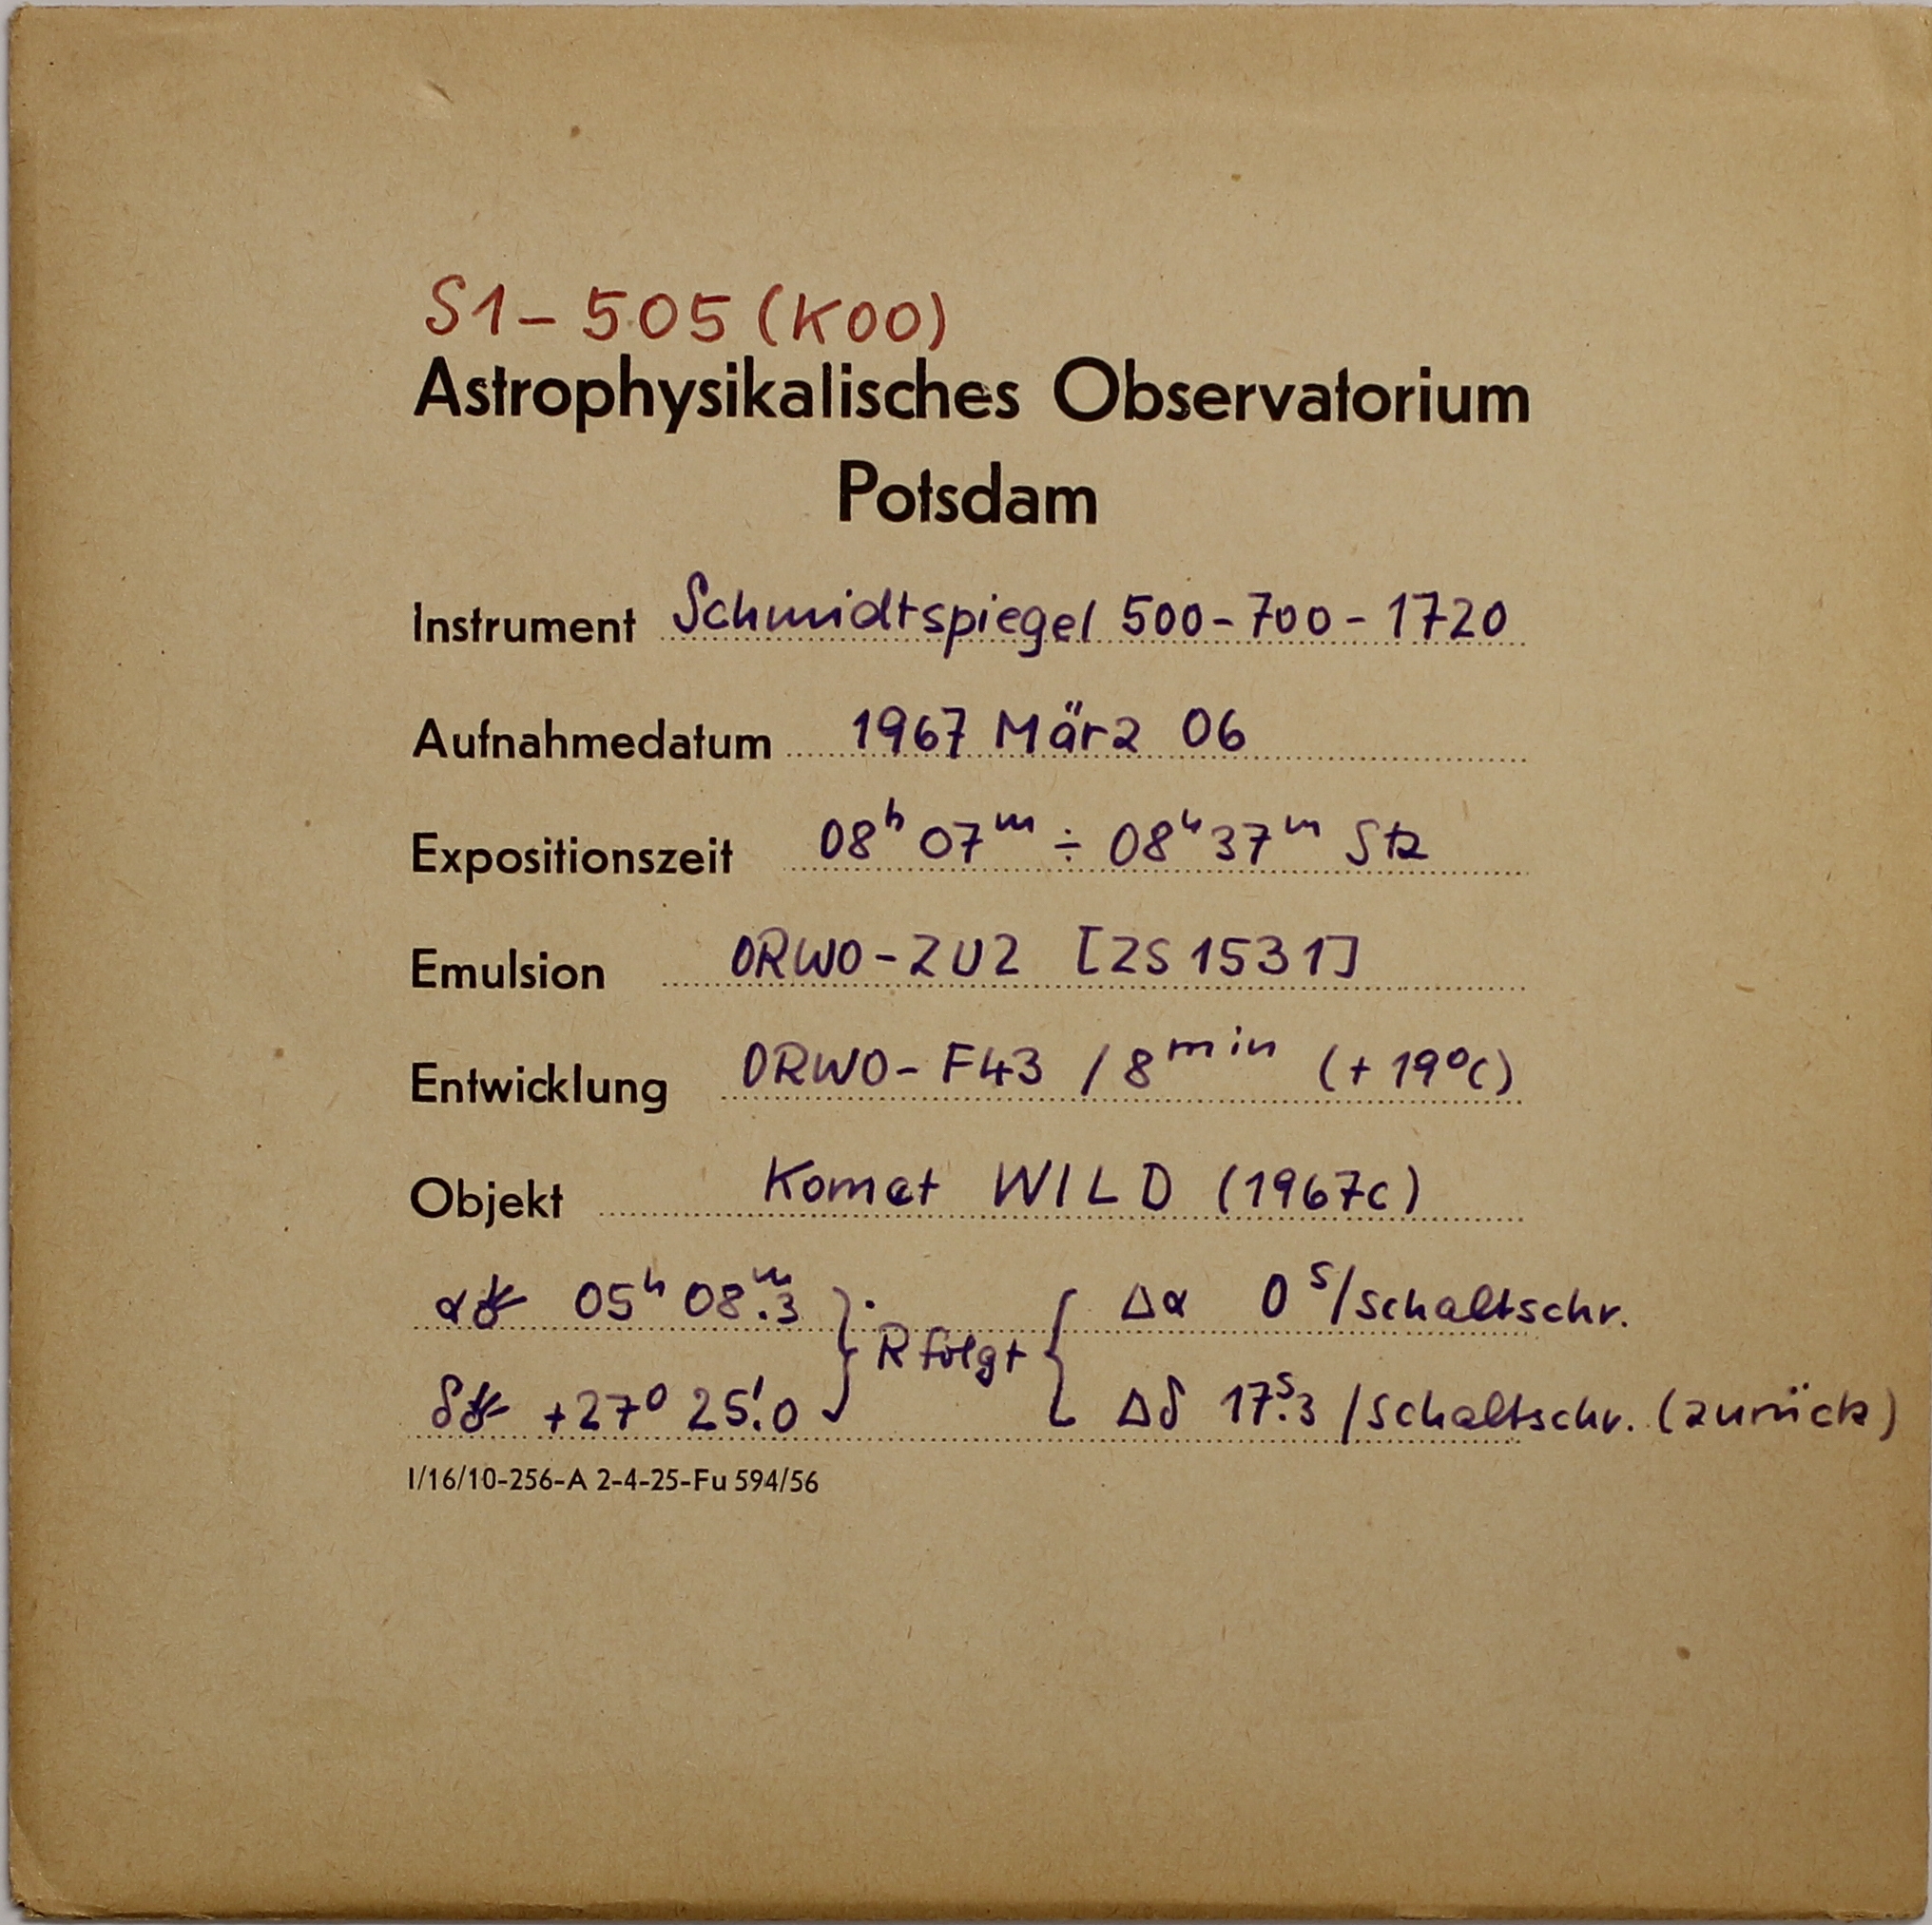 S1-505 (K00)
Astrophysikalisches Observatorium
Potsdam
Instrument Schmidtspiegel 500-700-1720
Aufnahmedatum 1967 März 06
Expositionszeit 08h 07m ÷ 08h 37m Stz
Emulsion ORWO-ZU2 [ZS 1531]
Entwicklung ORWO-F43 / 8min (+19°C)
Objekt Komet WILD (1967c)
α☄ 05h 08m.3 } R folgt { Δα 0s/schaltschr.
δ☄ +27° 25'.0 Δδ 17s.3 /schaltschr. (zurück)
I/16/10-256-A 2-4-25-Fu 594/56